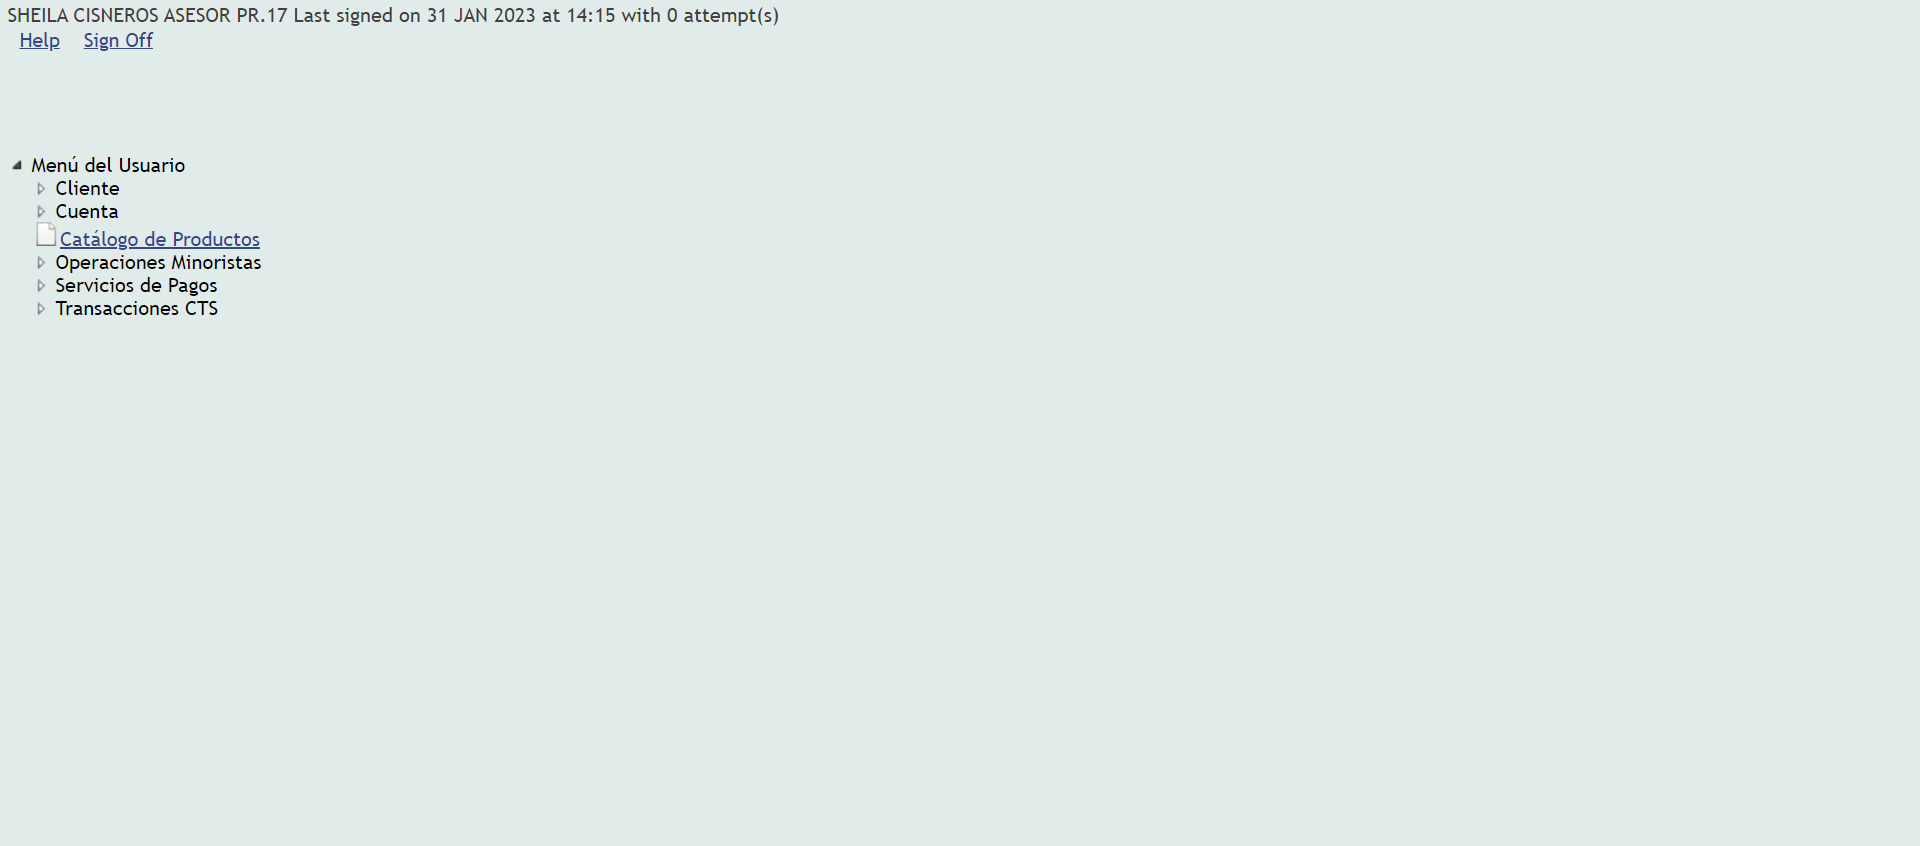 SHEILA CISNEROS ASESOR PR.17 Last signed on 31 JAN 2023 at 14:15 with 0 attempt(s)
Help Sign Off
Menú del Usuario
Cliente
Cuenta
Catálogo de Productos
Operaciones Minoristas
Servicios de Pagos
Transacciones CTS